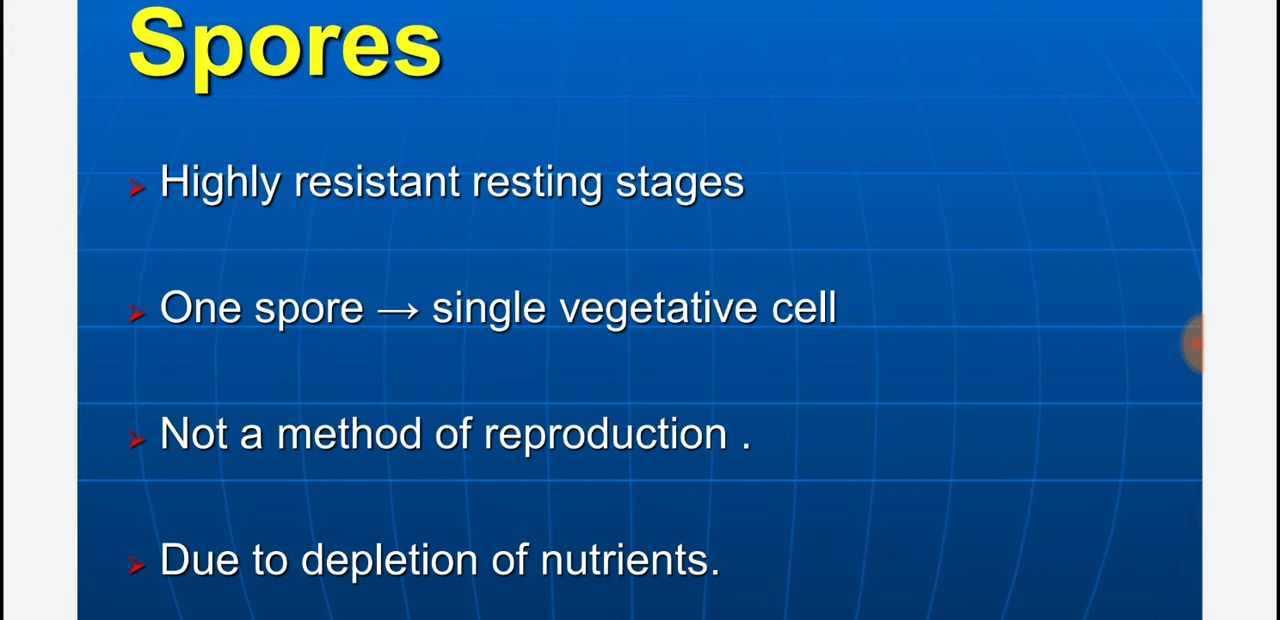 Spores
Highly resistant resting stages
One spore → single vegetative cell
Not a method of reproduction .
Due to depletion of nutrients.